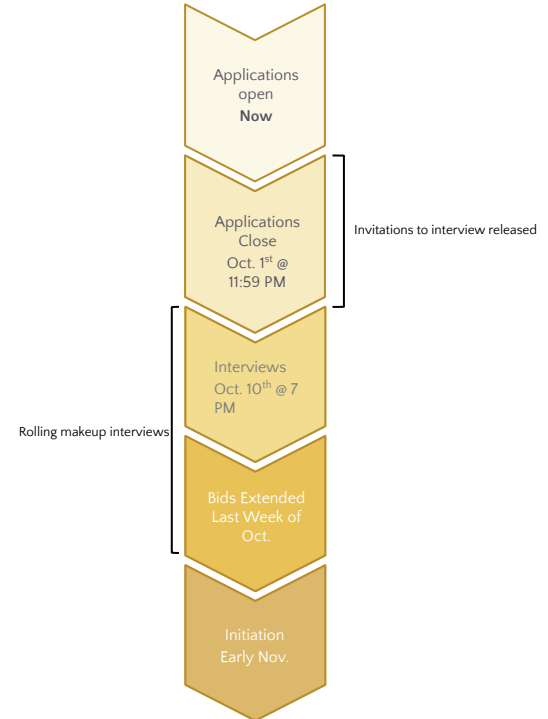 Applications
open
Now
Applications
Close
Oct. 1st @
11:59 PM
Invitations to interview released
Interviews
Oct. 10th @ 7
PM
Rolling makeup interviews
Bids Extended
Last Week of
Oct.
Initiation
Early Nov.